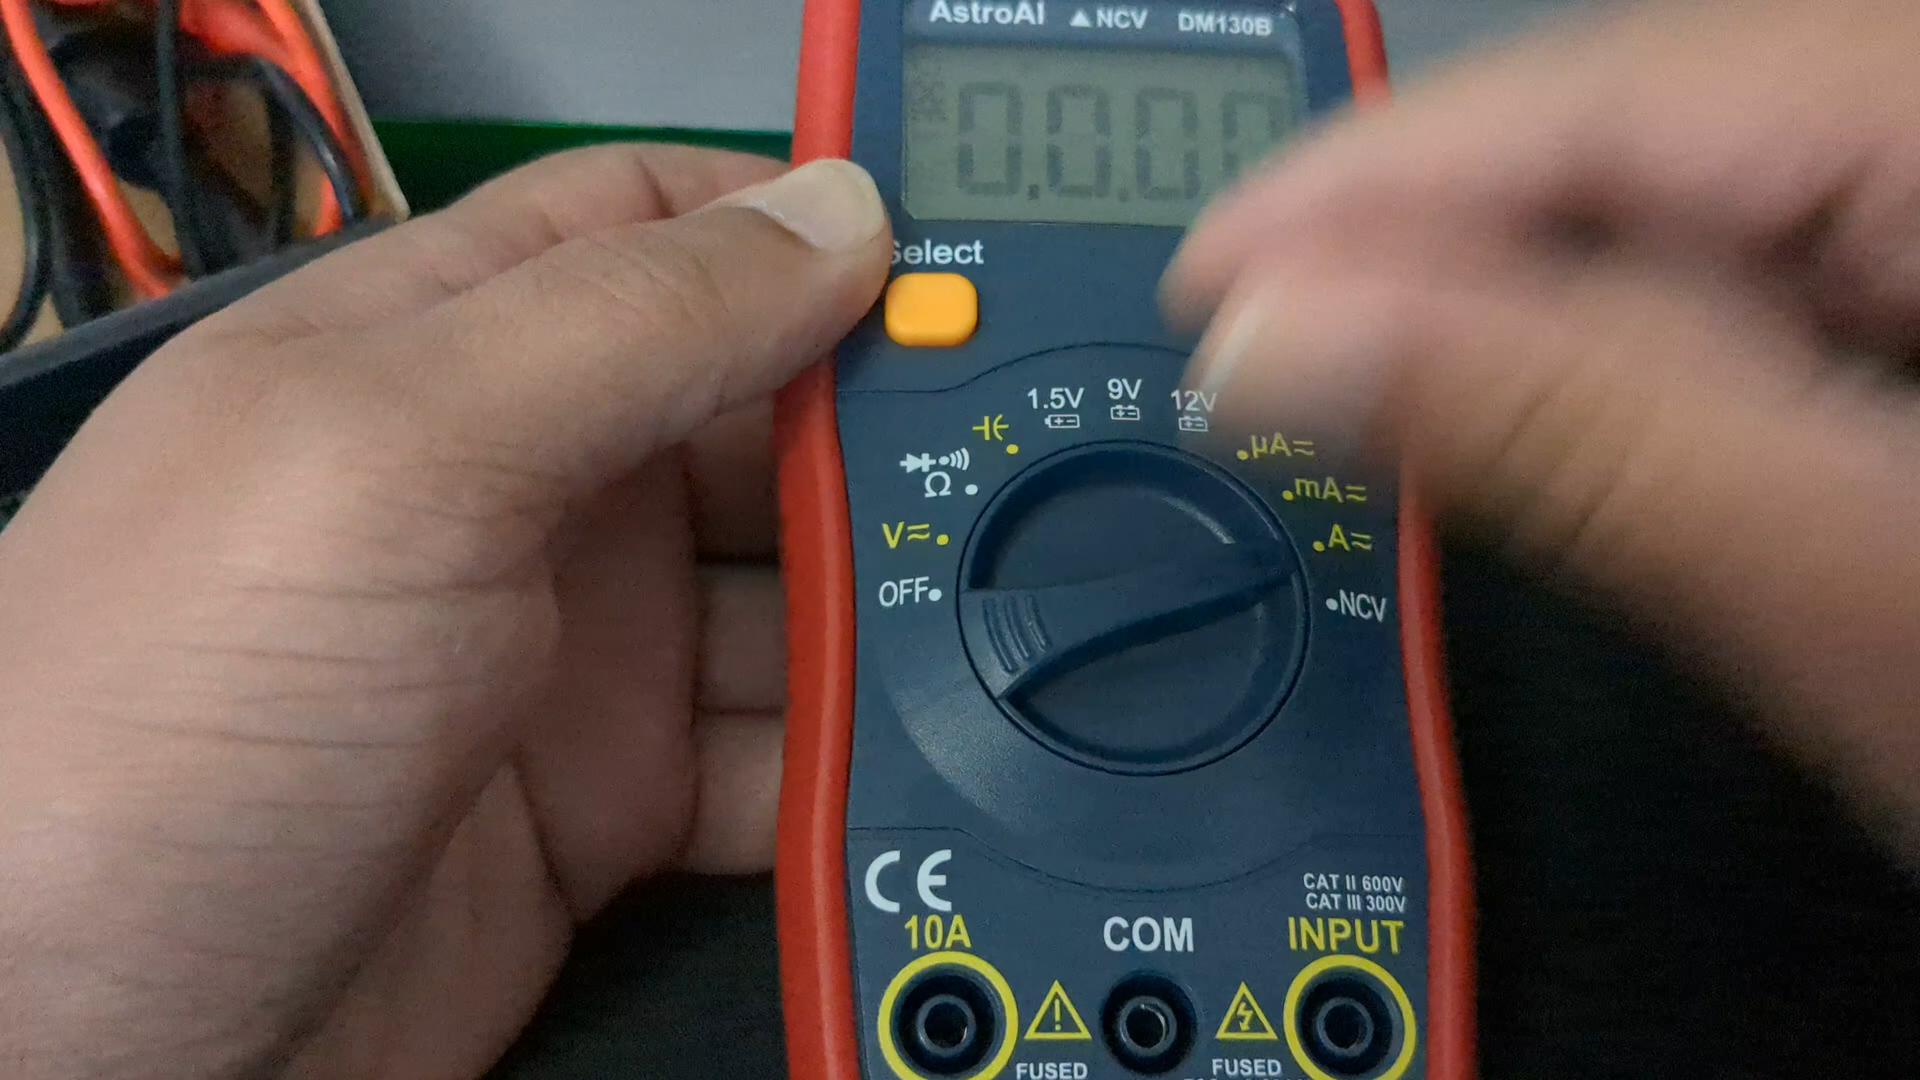 AstroAI ▲NCV DM130B
0.0.0
Select
1.5V 9V 12V
µA≂
mA≂
Ω
V≂ A≂
OFF NCV
CE
CAT II 600V
CAT III 300V
10A COM INPUT
FUSED FUSED